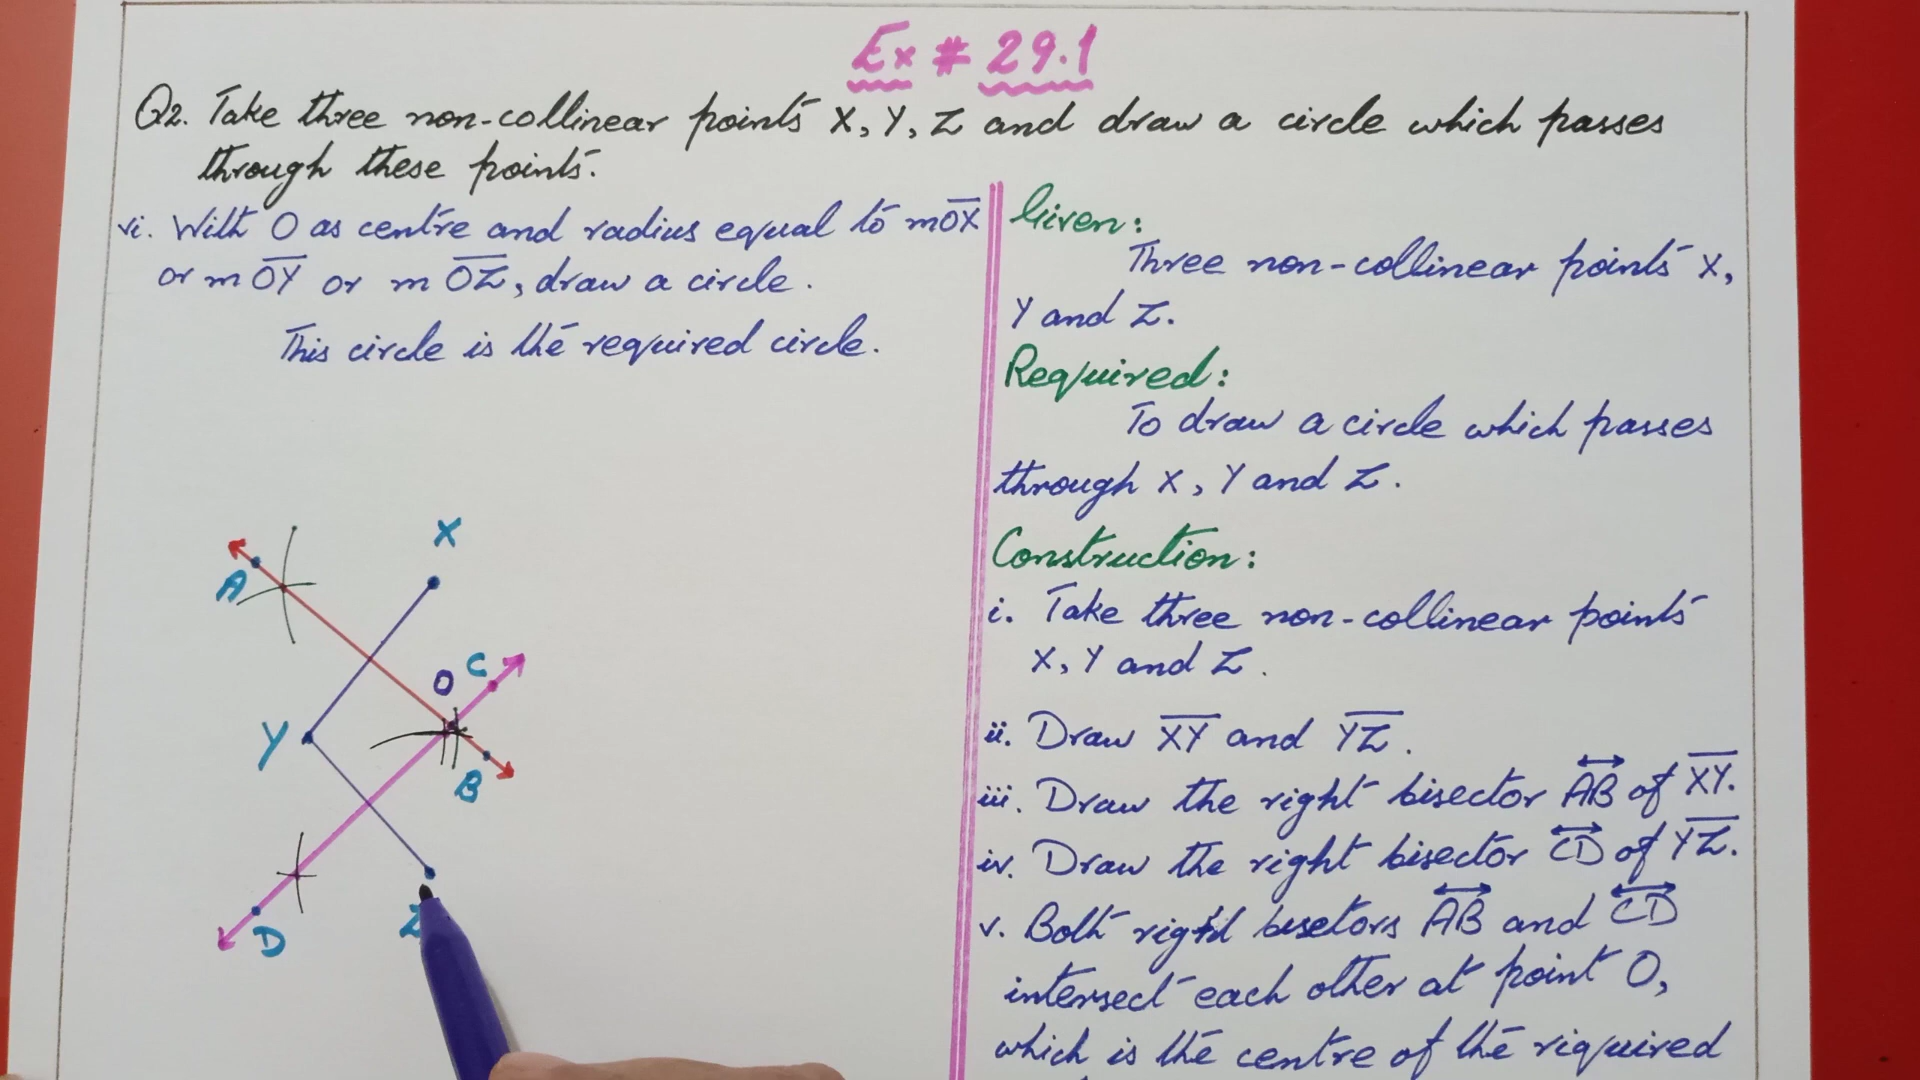 Ex # 29.1
Q2. Take three non-collinear points X, Y, Z and draw a circle which passes
through these points.
vi. With O as centre and radius equal to mOX
or mOY or mOZ, draw a circle.
This circle is the required circle.
Given:
Three non-collinear points X,
Y and Z.
Required:
To draw a circle which passes
through X, Y and Z.
Construction:
i. Take three non-collinear points
X, Y and Z.
ii. Draw XY and YZ.
iii. Draw the right bisector AB of XY.
iv. Draw the right bisector CD of YZ.
v. Both right bisetors AB and CD
intersect each other at point O,
which is the centre of the riquired
X
A
C
O
Y
B
D
Z